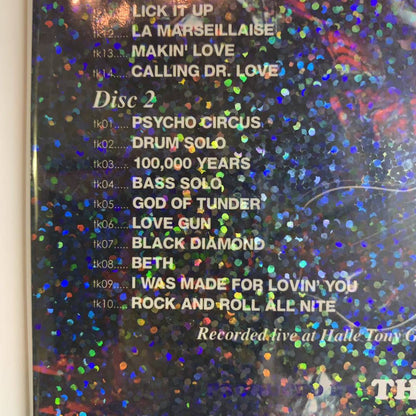 LICK IT UP
tk12..... LA MARSEILLAISE
tk13..... MAKIN' LOVE
tk14..... CALLING DR. LOVE
Disc 2
tk01..... PSYCHO CIRCUS
tk02..... DRUM SOLO
tk03..... 100,000 YEARS
tk04..... BASS SOLO
tk05..... GOD OF TUNDER
tk06..... LOVE GUN
tk07..... BLACK DIAMOND
tk08..... BETH
tk09..... I WAS MADE FOR LOVIN' YOU
tk10..... ROCK AND ROLL ALL NITE
Recorded live at Halle Tony G
TH